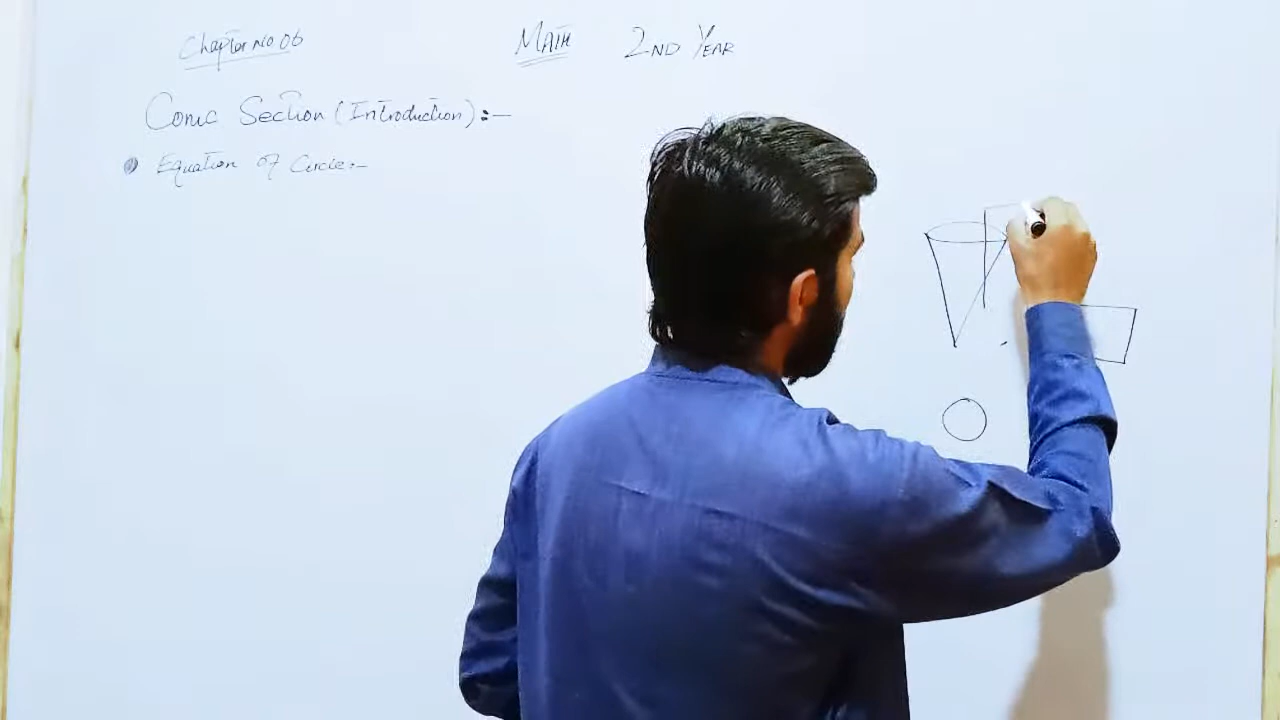 Chapter No 06
MATH 2ND YEAR
Conic Section (Introduction):-
Equation of Circle:-